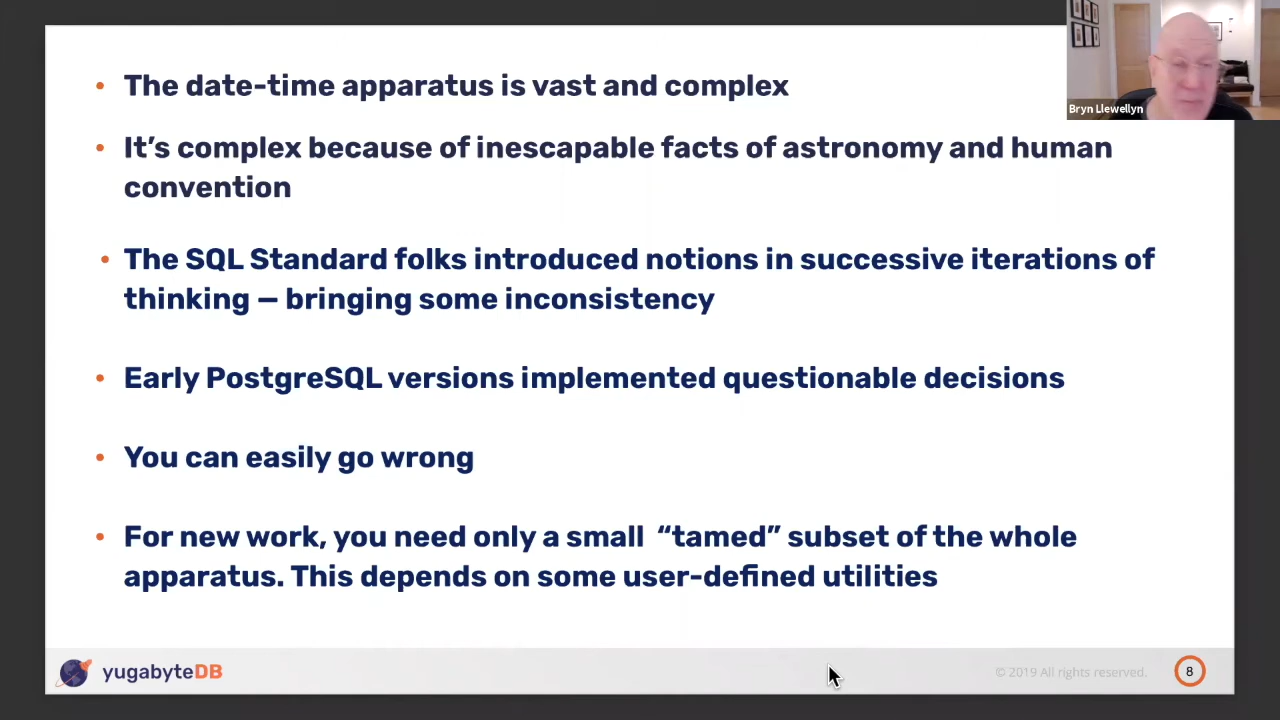 • The date-time apparatus is vast and complex
• It’s complex because of inescapable facts of astronomy and human
convention
• The SQL Standard folks introduced notions in successive iterations of
thinking — bringing some inconsistency
• Early PostgreSQL versions implemented questionable decisions
• You can easily go wrong
• For new work, you need only a small “tamed” subset of the whole
apparatus. This depends on some user-defined utilities
Bryn Llewellyn
yugabyteDB
© 2019 All rights reserved.
8